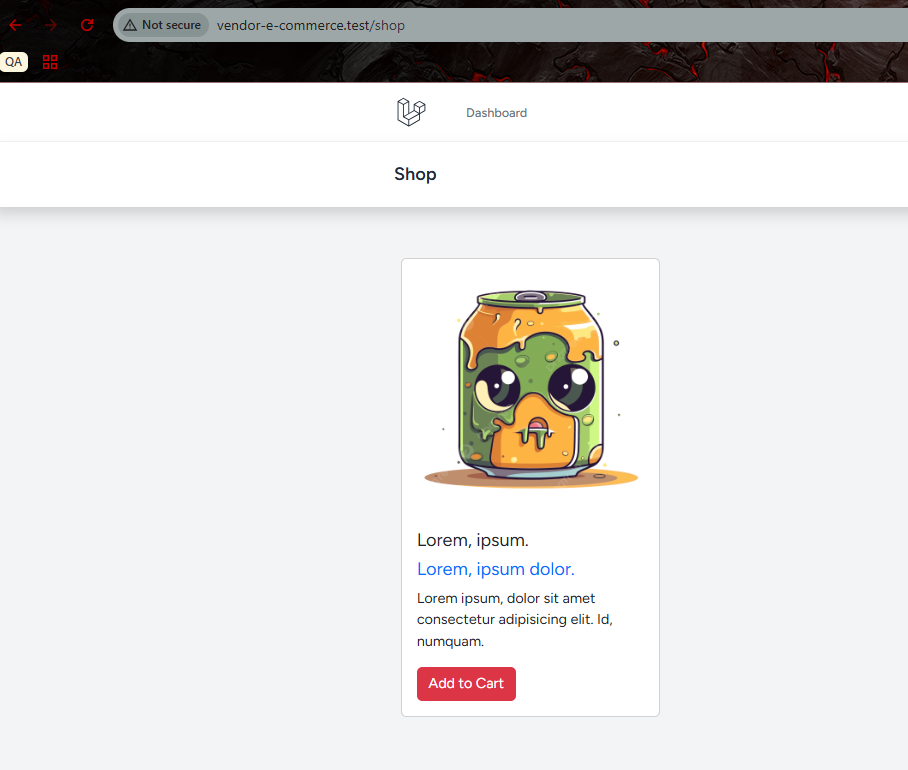 Not secure vendor-e-commerce.test/shop
QA
Dashboard
Shop
Lorem, ipsum.
Lorem, ipsum dolor.
Lorem ipsum, dolor sit amet
consectetur adipisicing elit. Id,
numquam.
Add to Cart